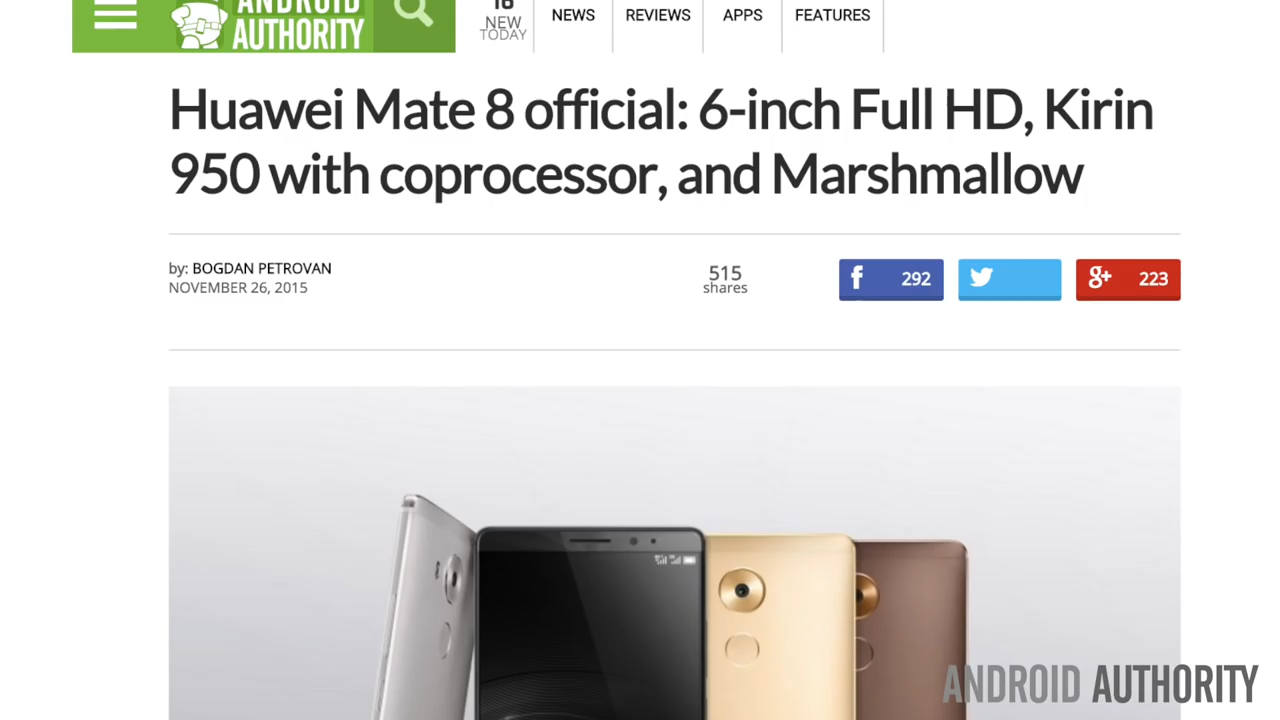 ANDROID
AUTHORITY
16
NEW
TODAY
NEWS
REVIEWS
APPS
FEATURES
Huawei Mate 8 official: 6-inch Full HD, Kirin
950 with coprocessor, and Marshmallow
by: BOGDAN PETROVAN
NOVEMBER 26, 2015
515
shares
f 292
g+ 223
ANDROID AUTHORITY